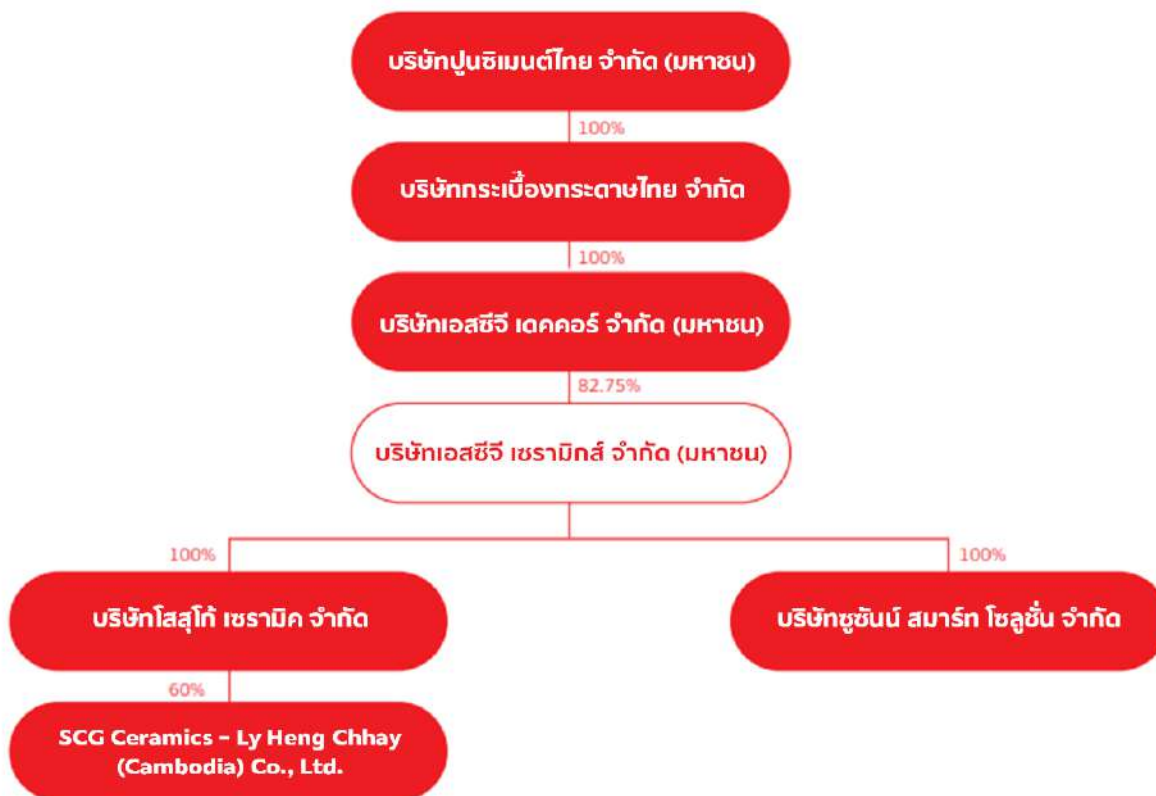 บริษัทปูนซิเมนต์ไทย จำกัด (มหาชน)
100%
บริษัทกระเบื้องกระดาษไทย จำกัด
100%
บริษัทเอสซีจี เดคคอร์ จำกัด (มหาชน)
82.75%
บริษัทเอสซีจี เซรามิกส์ จำกัด (มหาชน)
100%
100%
บริษัทโสสุโก้ เซรามิค จำกัด
บริษัทซูซันน์ สมาร์ท โซลูชั่น จำกัด
60%
SCG Ceramics – Ly Heng Chhay
(Cambodia) Co., Ltd.